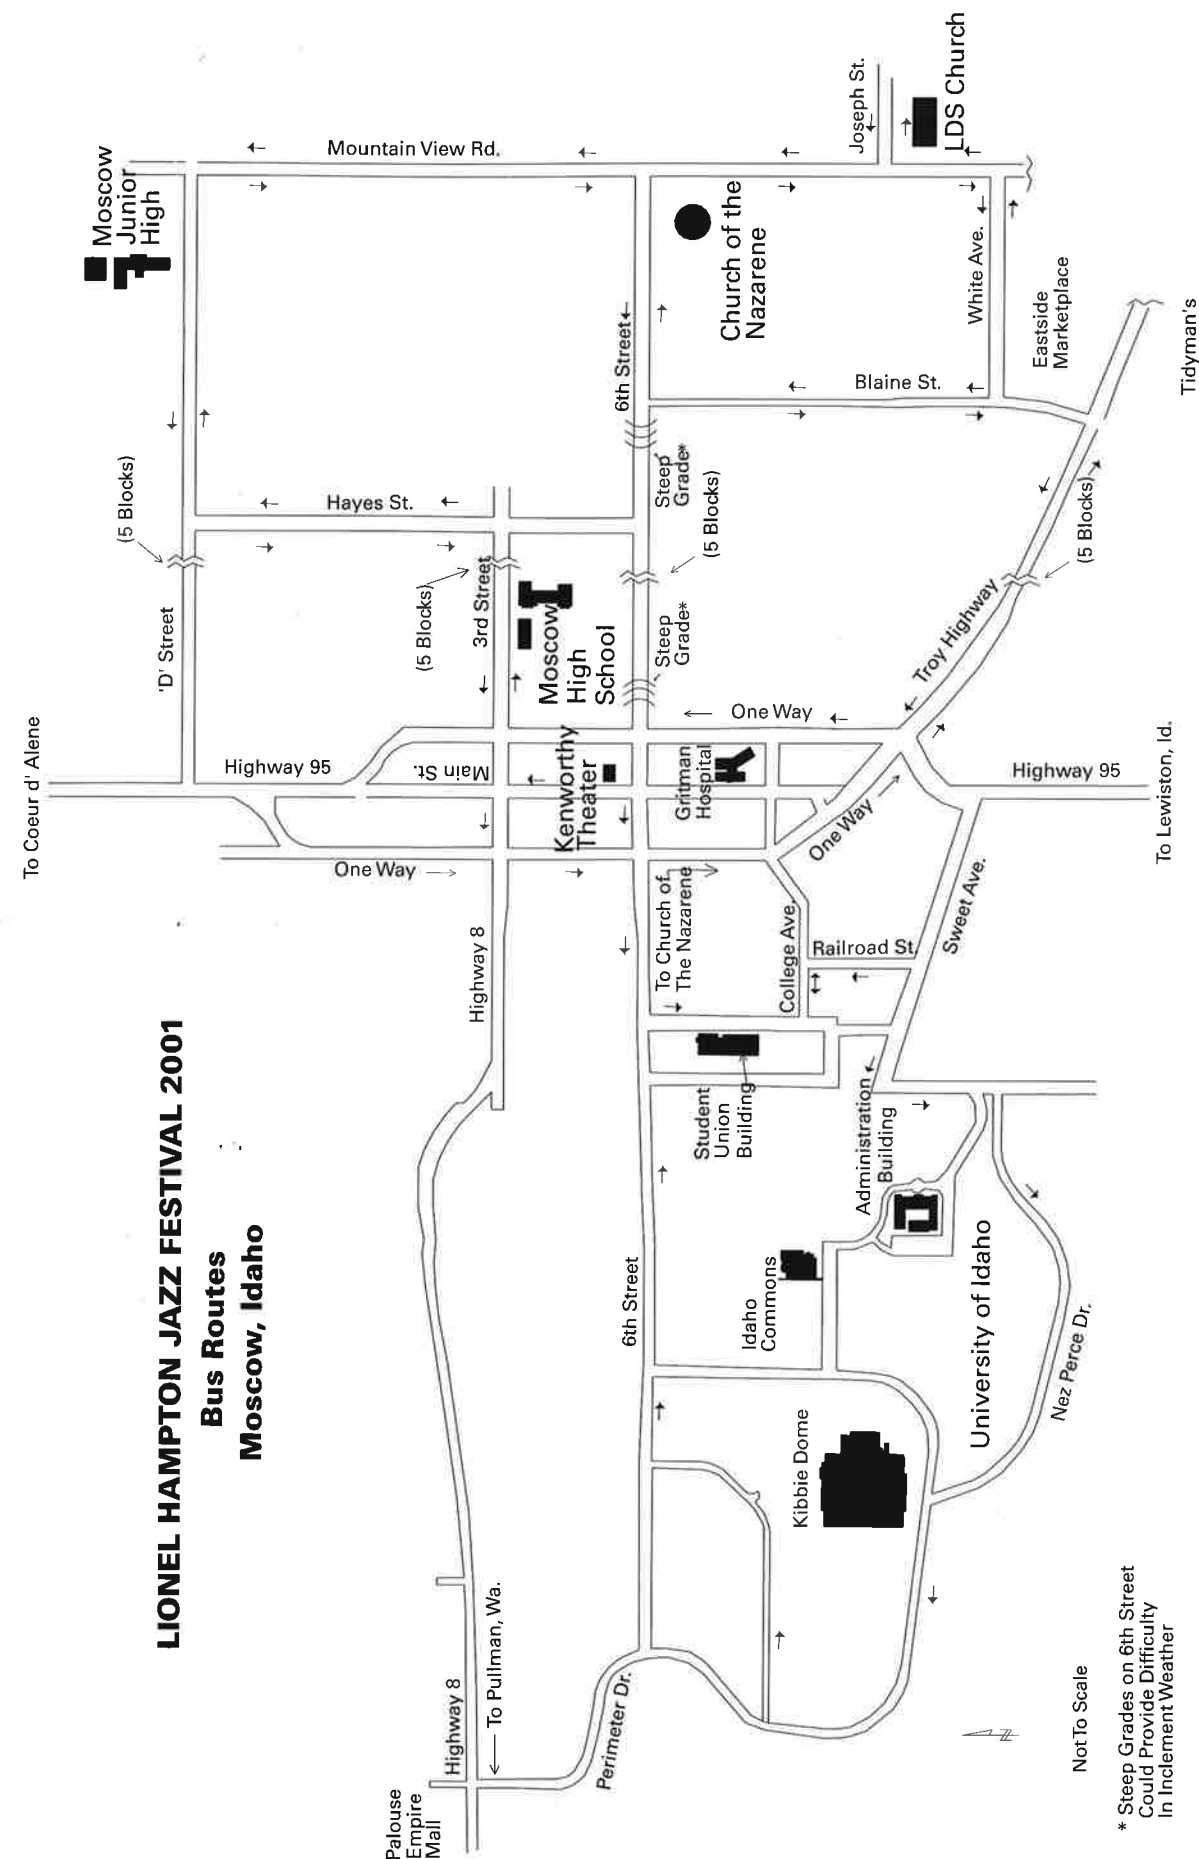 LIONEL HAMPTON JAZZ FESTIVAL 2001
Bus Routes
Moscow, Idaho
To Coeur d' Alene
Moscow
Junior
High
Mountain View Rd.
Joseph St.
LDS Church
Church of the
Nazarene
White Ave.
Eastside
Marketplace
Tidyman's
6th Street
Blaine St.
(5 Blocks)
Hayes St.
Steep
Grade*
(5 Blocks)
(5 Blocks)
'D' Street
(5 Blocks)
3rd Street
Moscow
High
School
Steep
Grade*
Troy Highway
One Way
Highway 95
Main St.
Kenworthy
Theater
Gritman
Hospital
Highway 95
To Lewiston, Id.
One Way
One Way
Highway 8
To Church of
The Nazarene
College Ave.
Railroad St.
Sweet Ave.
Student
Union
Building
Administration
Building
6th Street
Idaho
Commons
University of Idaho
Nez Perce Dr.
Kibbie Dome
Highway 8
To Pullman, Wa.
Perimeter Dr.
Palouse
Empire
Mall
Not To Scale
* Steep Grades on 6th Street
Could Provide Difficulty
In Inclement Weather